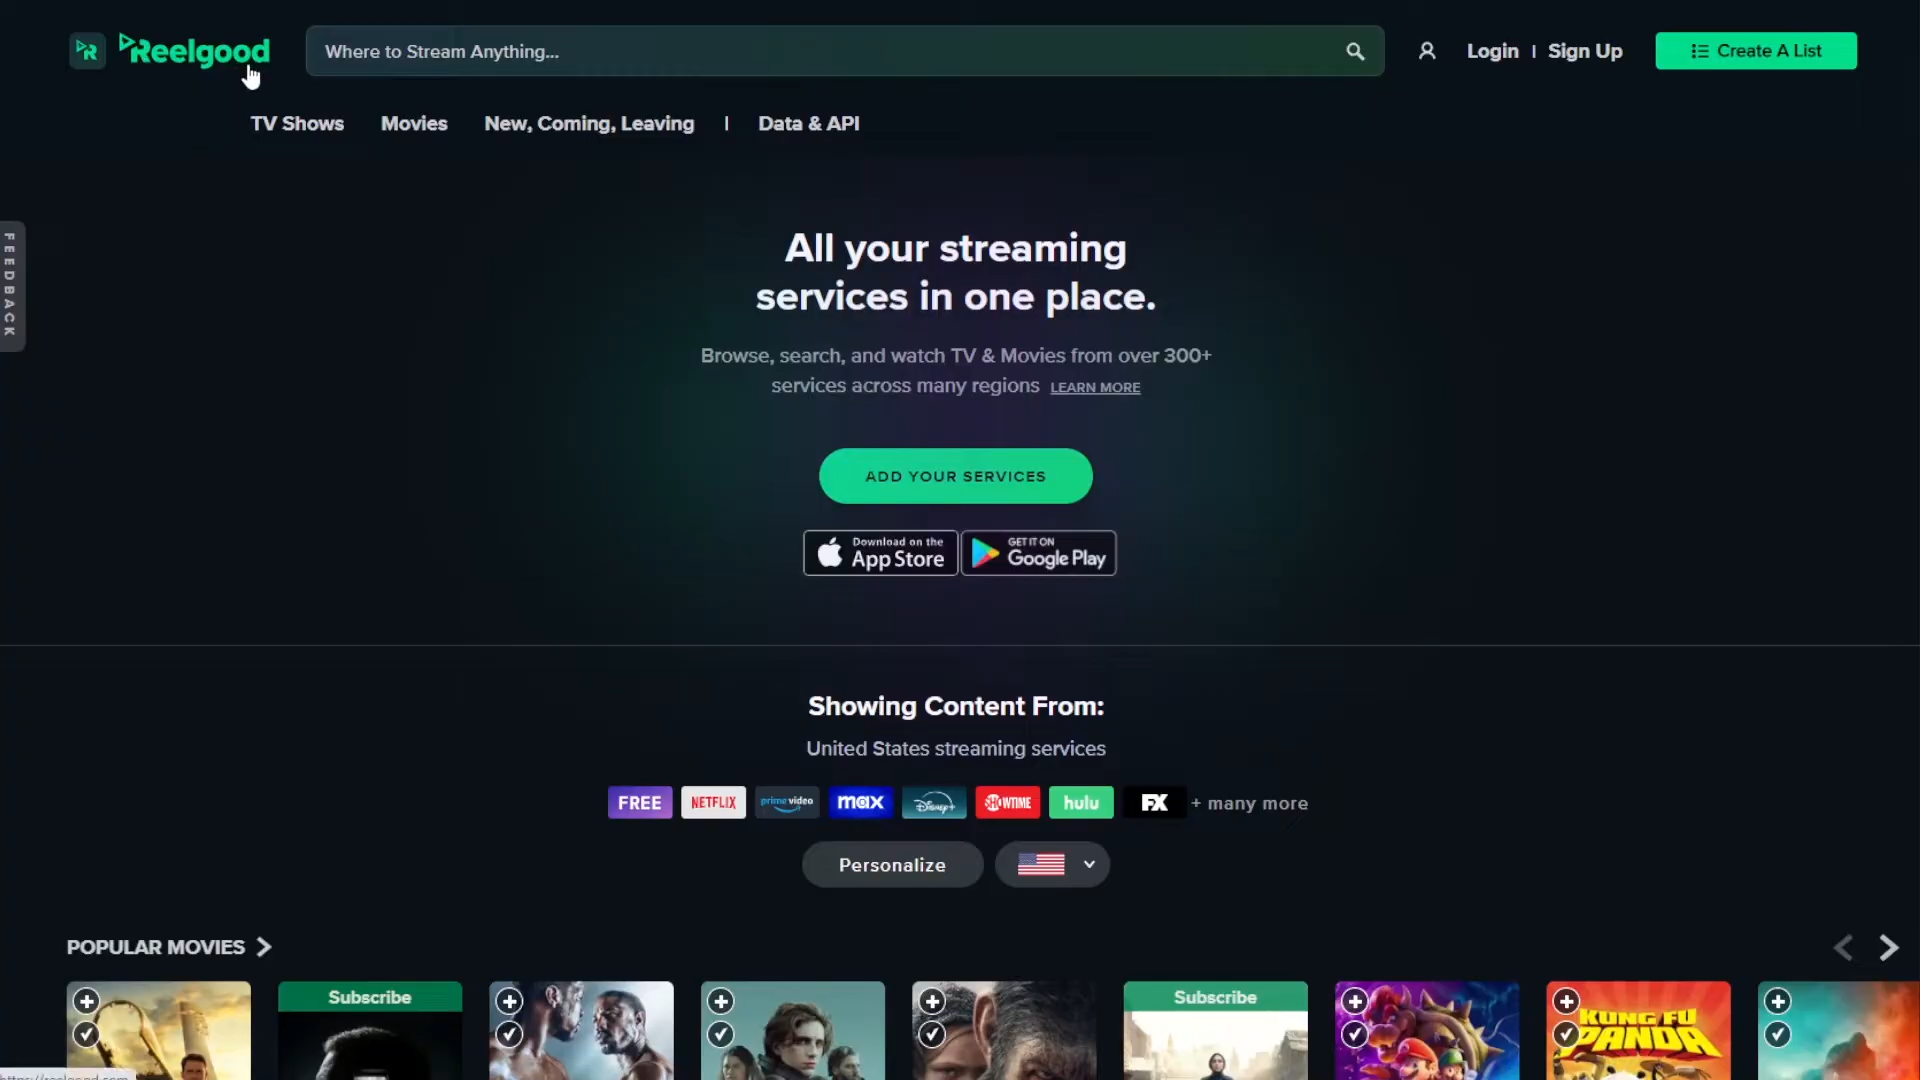 Reelgood
Where to Stream Anything...
Login | Sign Up
Create A List
TV Shows
Movies
New, Coming, Leaving
|
Data & API
FEEDBACK
All your streaming
services in one place.
Browse, search, and watch TV & Movies from over 300+
services across many regions LEARN MORE
ADD YOUR SERVICES
Download on the
App Store
GET IT ON
Google Play
Showing Content From:
United States streaming services
FREE
NETFLIX
prime video
max
Disney+
SHOWTIME
hulu
FX
+ many more
Personalize
POPULAR MOVIES
Subscribe
Subscribe
KUNG FU
PANDA